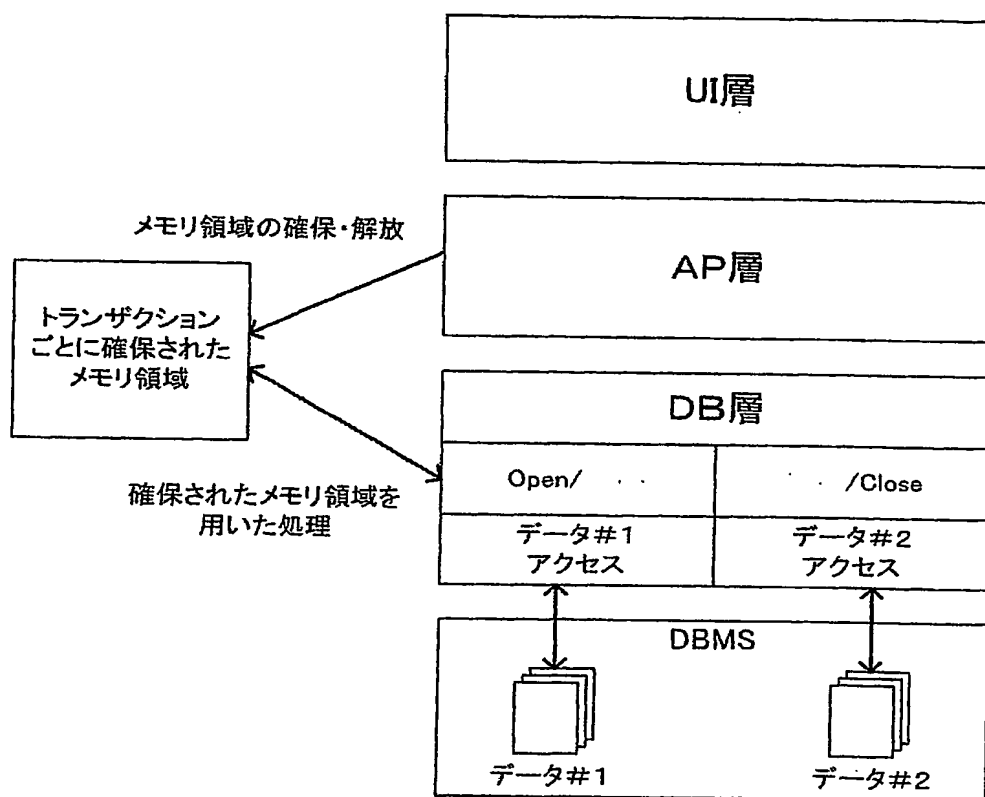 UI層
メモリ領域の確保・解放
AP層
トランザクション
ごとに確保された
メモリ領域
DB層
Open/
/Close
確保されたメモリ領域を
用いた処理
データ#1
アクセス
データ#2
アクセス
DBMS
データ#1
データ#2